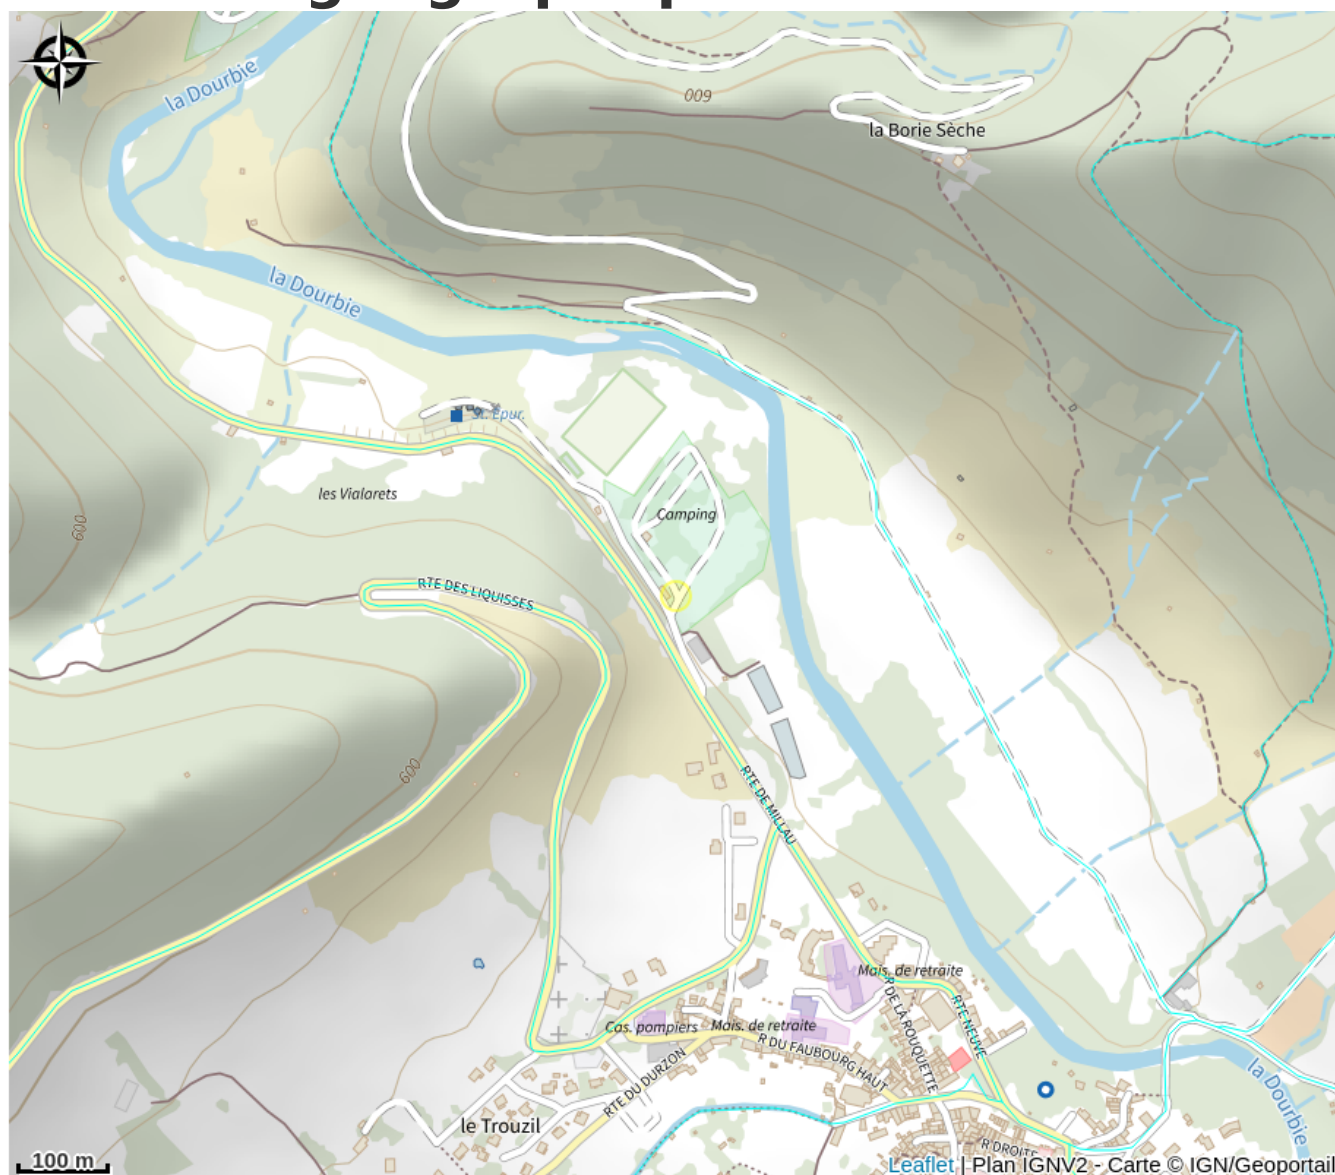 la Dourbie
009
la Borie Sèche
la Dourbie
St. Epur.
les Vialarets
Camping
600
RTE DES LIQUISSES
600
RTE DE MILLAU
Mais. de retraite
R DE LA ROUQUETTE
RTE NEUVE
Cas. pompiers
Mais. de retraite
R DU FAUBOURG HAUT
RTE DU DURZON
le Trouzil
la Dourbie
R DROITE
100 m
Leaflet | Plan IGNV2 - Carte © IGN/Geoportail